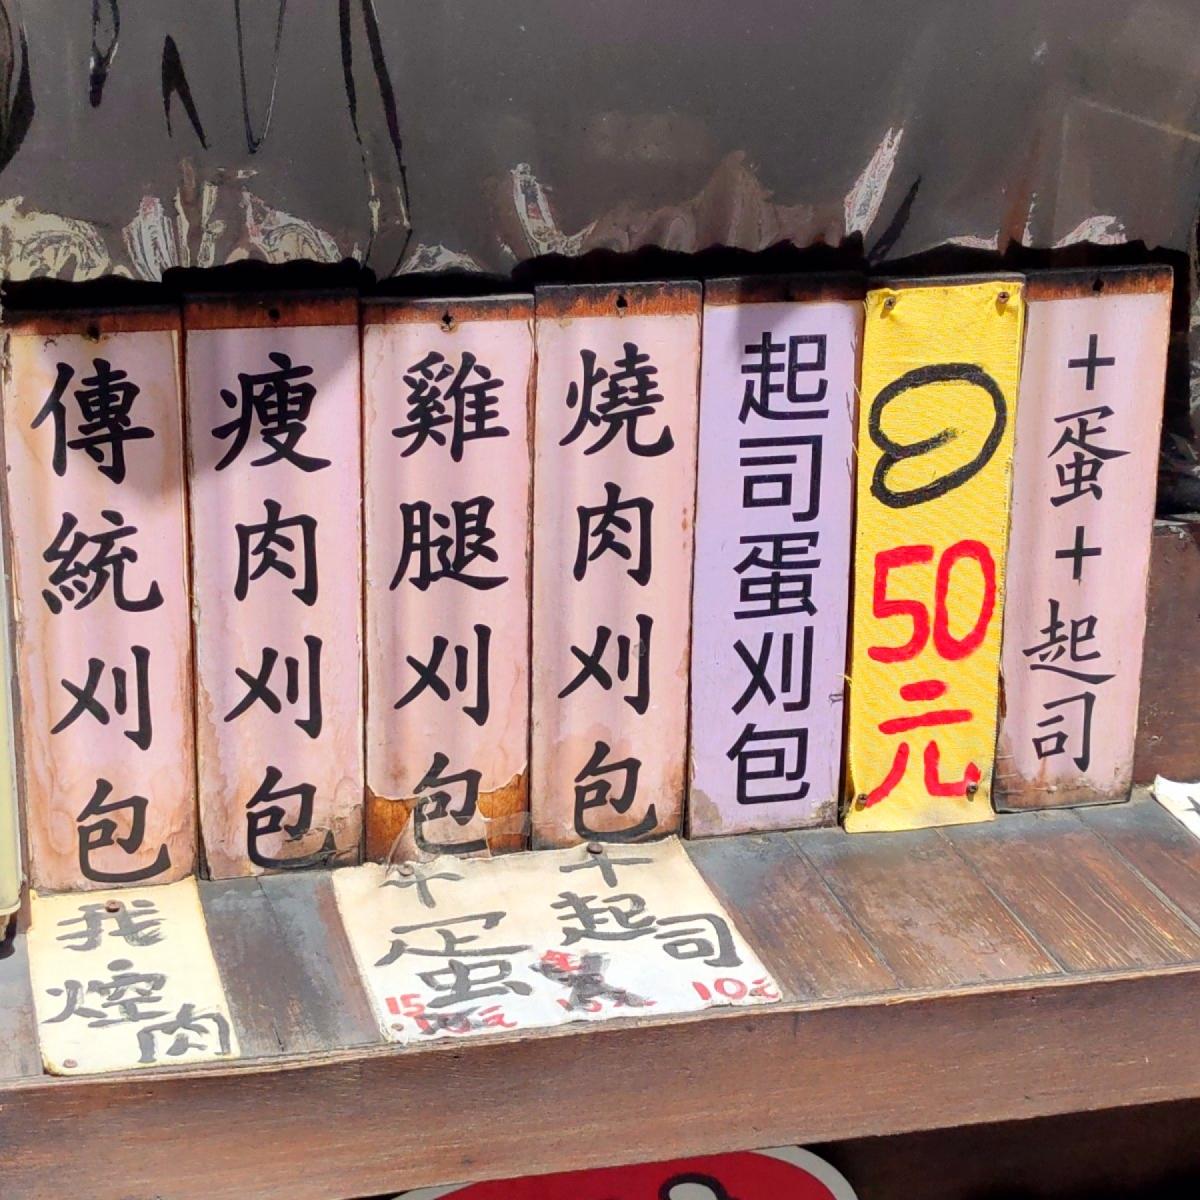 傳統刈包
瘦肉刈包
雞腿刈包
燒肉刈包
起司蛋刈包
50元
+蛋+起司
我
焢肉
+蛋
15
+起司
10元